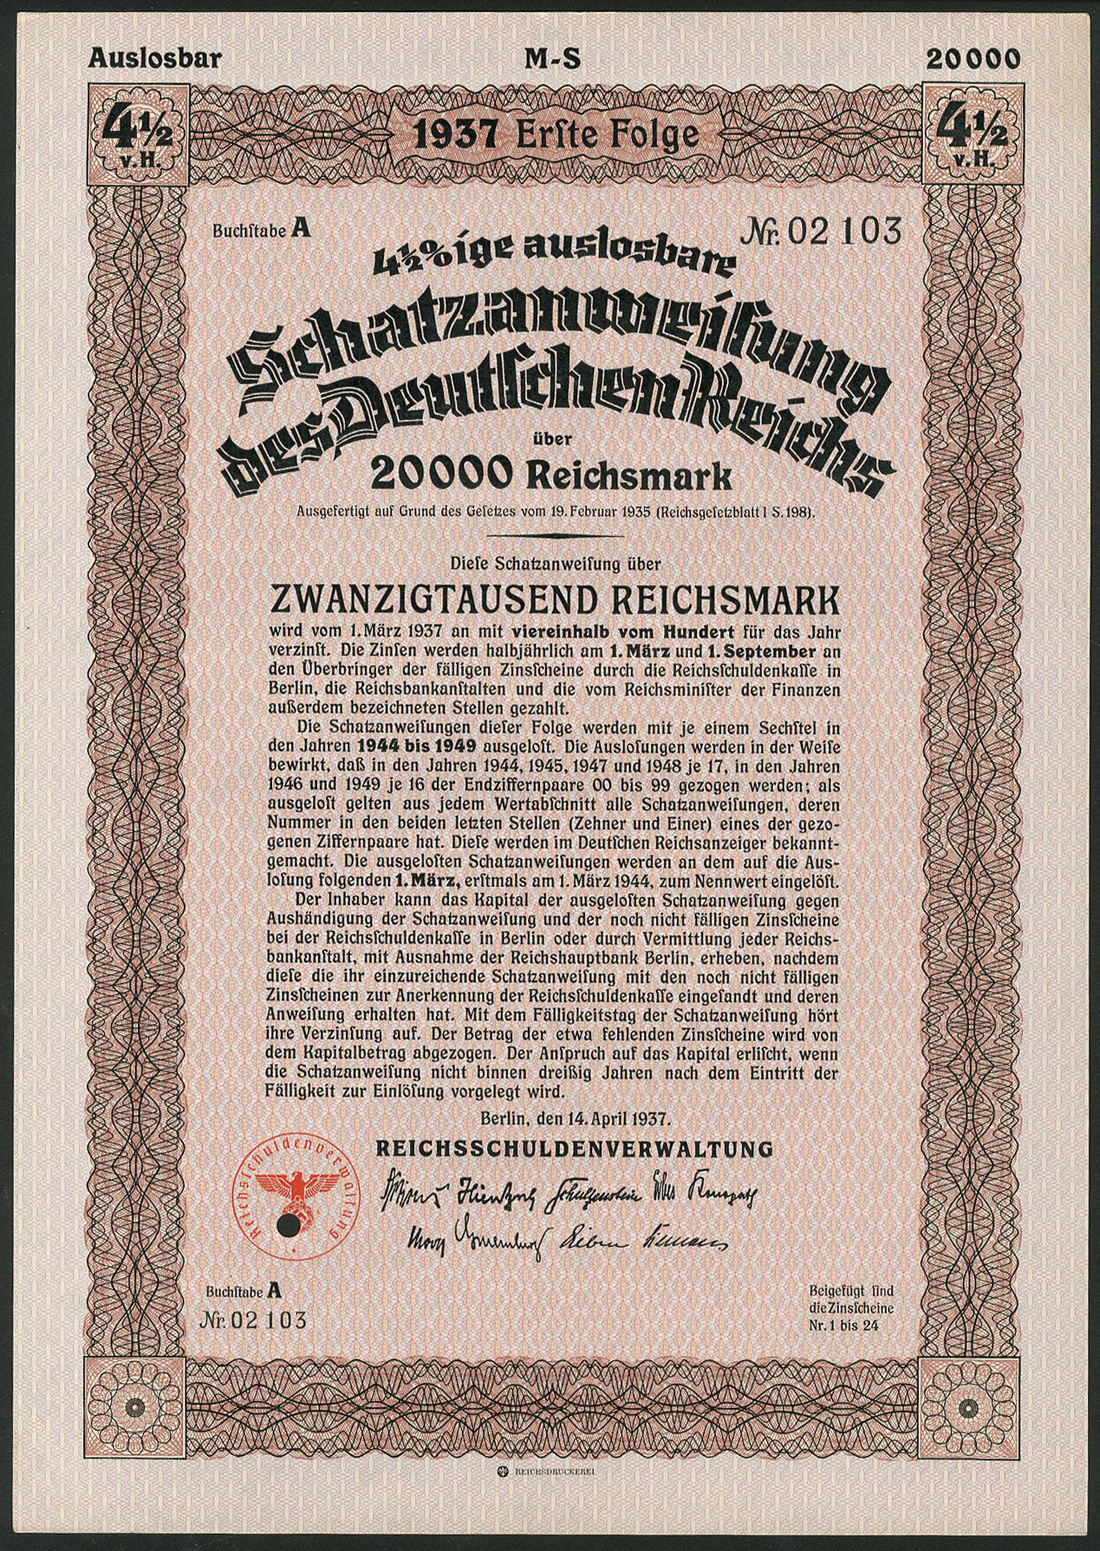 Auslosbar M-S 20000
4½ v.H. 1937 Erſte Folge 4½ v.H.
Buchſtabe A Nr. 02 103
4½%ige auslosbare
Schatzanweiſung
des Deutſchen Reichs
über
20000 Reichsmark
Ausgefertigt auf Grund des Geſetzes vom 19. Februar 1935 (Reichsgeſetzblatt I S. 198).
Dieſe Schatzanweiſung über
ZWANZIGTAUSEND REICHSMARK
wird vom 1. März 1937 an mit viereinhalb vom Hundert für das Jahr
verzinſt. Die Zinſen werden halbjährlich am 1. März und 1. September an
den Überbringer der fälligen Zinsſcheine durch die Reichsſchuldenkaſſe in
Berlin, die Reichsbankanſtalten und die vom Reichsminiſter der Finanzen
außerdem bezeichneten Stellen gezahlt.
Die Schatzanweiſungen dieſer Folge werden mit je einem Sechſtel in
den Jahren 1944 bis 1949 ausgeloſt. Die Ausloſungen werden in der Weiſe
bewirkt, daß in den Jahren 1944, 1945, 1947 und 1948 je 17, in den Jahren
1946 und 1949 je 16 der Endziffernpaare 00 bis 99 gezogen werden; als
ausgeloſt gelten aus jedem Wertabſchnitt alle Schatzanweiſungen, deren
Nummer in den beiden letzten Stellen (Zehner und Einer) eines der gezo-
genen Ziffernpaare hat. Dieſe werden im Deutſchen Reichsanzeiger bekannt-
gemacht. Die ausgeloſten Schatzanweiſungen werden an dem auf die Aus-
loſung folgenden 1. März, erſtmals am 1. März 1944, zum Nennwert eingelöſt.
Der Inhaber kann das Kapital der ausgeloſten Schatzanweiſung gegen
Aushändigung der Schatzanweiſung und der noch nicht fälligen Zinsſcheine
bei der Reichsſchuldenkaſſe in Berlin oder durch Vermittlung jeder Reichs-
bankanſtalt, mit Ausnahme der Reichshauptbank Berlin, erheben, nachdem
dieſe die ihr einzureichende Schatzanweiſung mit den noch nicht fälligen
Zinsſcheinen zur Anerkennung der Reichsſchuldenkaſſe eingeſandt und deren
Anweiſung erhalten hat. Mit dem Fälligkeitstag der Schatzanweiſung hört
ihre Verzinſung auf. Der Betrag der etwa fehlenden Zinsſcheine wird von
dem Kapitalbetrag abgezogen. Der Anſpruch auf das Kapital erliſcht, wenn
die Schatzanweiſung nicht binnen dreißig Jahren nach dem Eintritt der
Fälligkeit zur Einlöſung vorgelegt wird.
Berlin, den 14. April 1937.
REICHSSCHULDENVERWALTUNG
Reichsschuldenverwaltung
Buchſtabe A
Nr. 02 103
Beigefügt ſind
die Zinsſcheine
Nr. 1 bis 24
REICHSDRUCKEREI